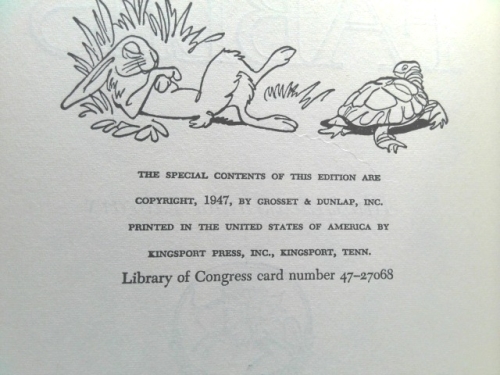 THE SPECIAL CONTENTS OF THIS EDITION ARE
COPYRIGHT, 1947, BY GROSSET & DUNLAP, INC.
PRINTED IN THE UNITED STATES OF AMERICA BY
KINGSPORT PRESS, INC., KINGSPORT, TENN.
Library of Congress card number 47-27068